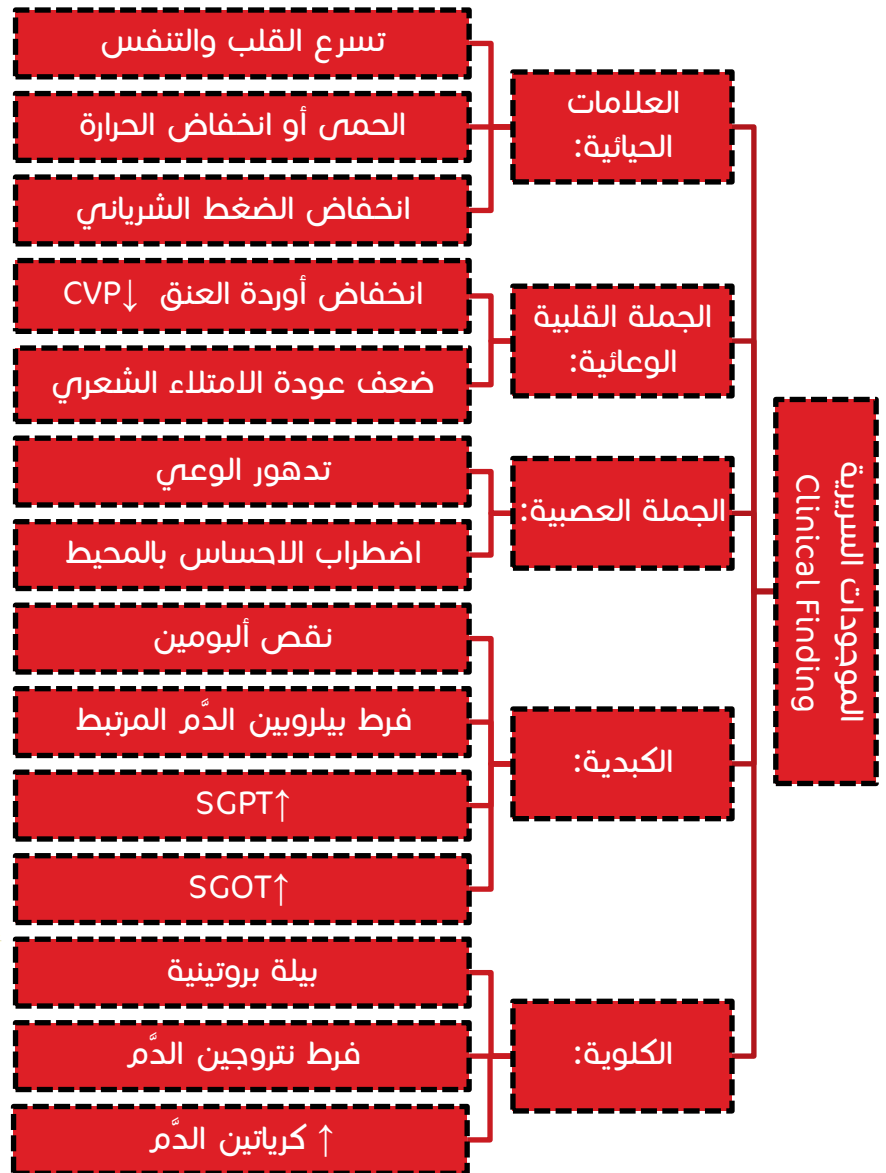 الموجودات السريرية
Clinical Finding
العلامات
الحيائية:
تسرع القلب والتنفس
الحمى أو انخفاض الحرارة
انخفاض الضغط الشرياني
الجملة القلبية
الوعائية:
انخفاض أوردة العنق CVP↓
ضعف عودة الامتلاء الشعري
الجملة العصبية:
تدهور الوعي
اضطراب الاحساس بالمحيط
الكبدية:
نقص ألبومين
فرط بيلروبين الدَّم المرتبط
SGPT↑
SGOT↑
الكلوية:
بيلة بروتينية
فرط نتروجين الدَّم
↑ كرياتين الدَّم